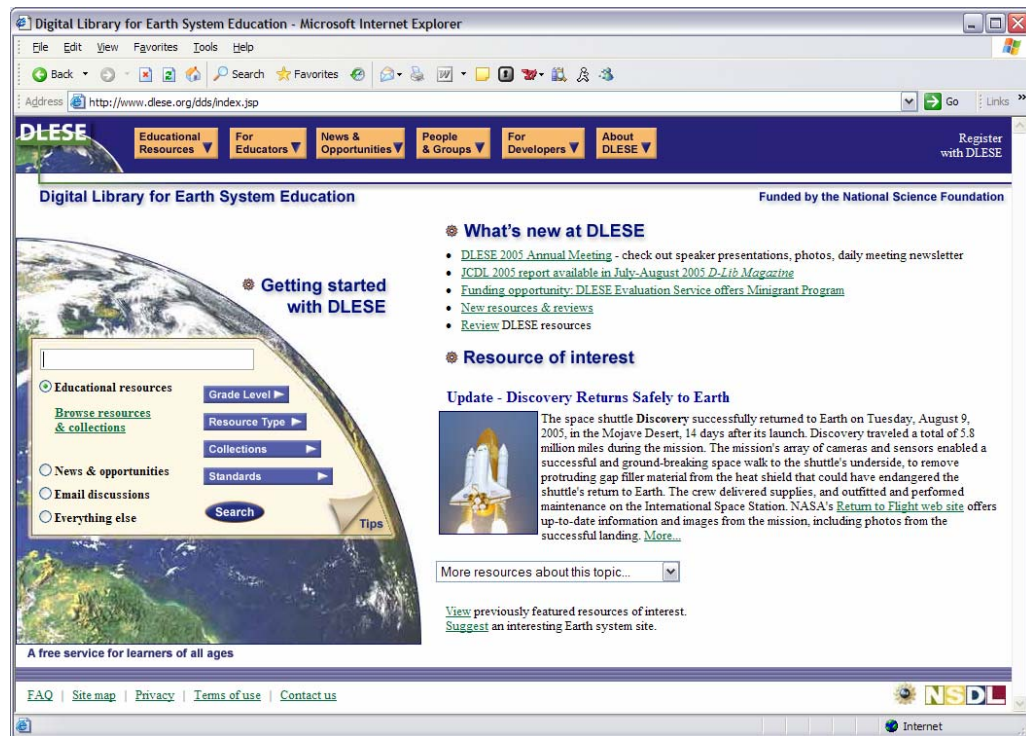 Digital Library for Earth System Education - Microsoft Internet Explorer
File Edit View Favorites Tools Help
Back Search Favorites
Address http://www.dlese.org/dds/index.jsp Go Links
DLESE
Educational Resources
For Educators
News & Opportunities
People & Groups
For Developers
About DLESE
Register
with DLESE
Digital Library for Earth System Education
Funded by the National Science Foundation
Getting started
with DLESE
Educational resources
Browse resources
& collections
News & opportunities
Email discussions
Everything else
Grade Level
Resource Type
Collections
Standards
Search
Tips
A free service for learners of all ages
What's new at DLESE
DLESE 2005 Annual Meeting - check out speaker presentations, photos, daily meeting newsletter
JCDL 2005 report available in July-August 2005 D-Lib Magazine
Funding opportunity: DLESE Evaluation Service offers Minigrant Program
New resources & reviews
Review DLESE resources
Resource of interest
Update - Discovery Returns Safely to Earth
The space shuttle Discovery successfully returned to Earth on Tuesday, August 9,
2005, in the Mojave Desert, 14 days after its launch. Discovery traveled a total of 5.8
million miles during the mission. The mission's array of cameras and sensors enabled a
successful and ground-breaking space walk to the shuttle's underside, to remove
protruding gap filler material from the heat shield that could have endangered the
shuttle's return to Earth. The crew delivered supplies, and outfitted and performed
maintenance on the International Space Station. NASA's Return to Flight web site offers
up-to-date information and images from the mission, including photos from the
successful landing. More...
More resources about this topic...
View previously featured resources of interest.
Suggest an interesting Earth system site.
FAQ | Site map | Privacy | Terms of use | Contact us
NSDL
Internet